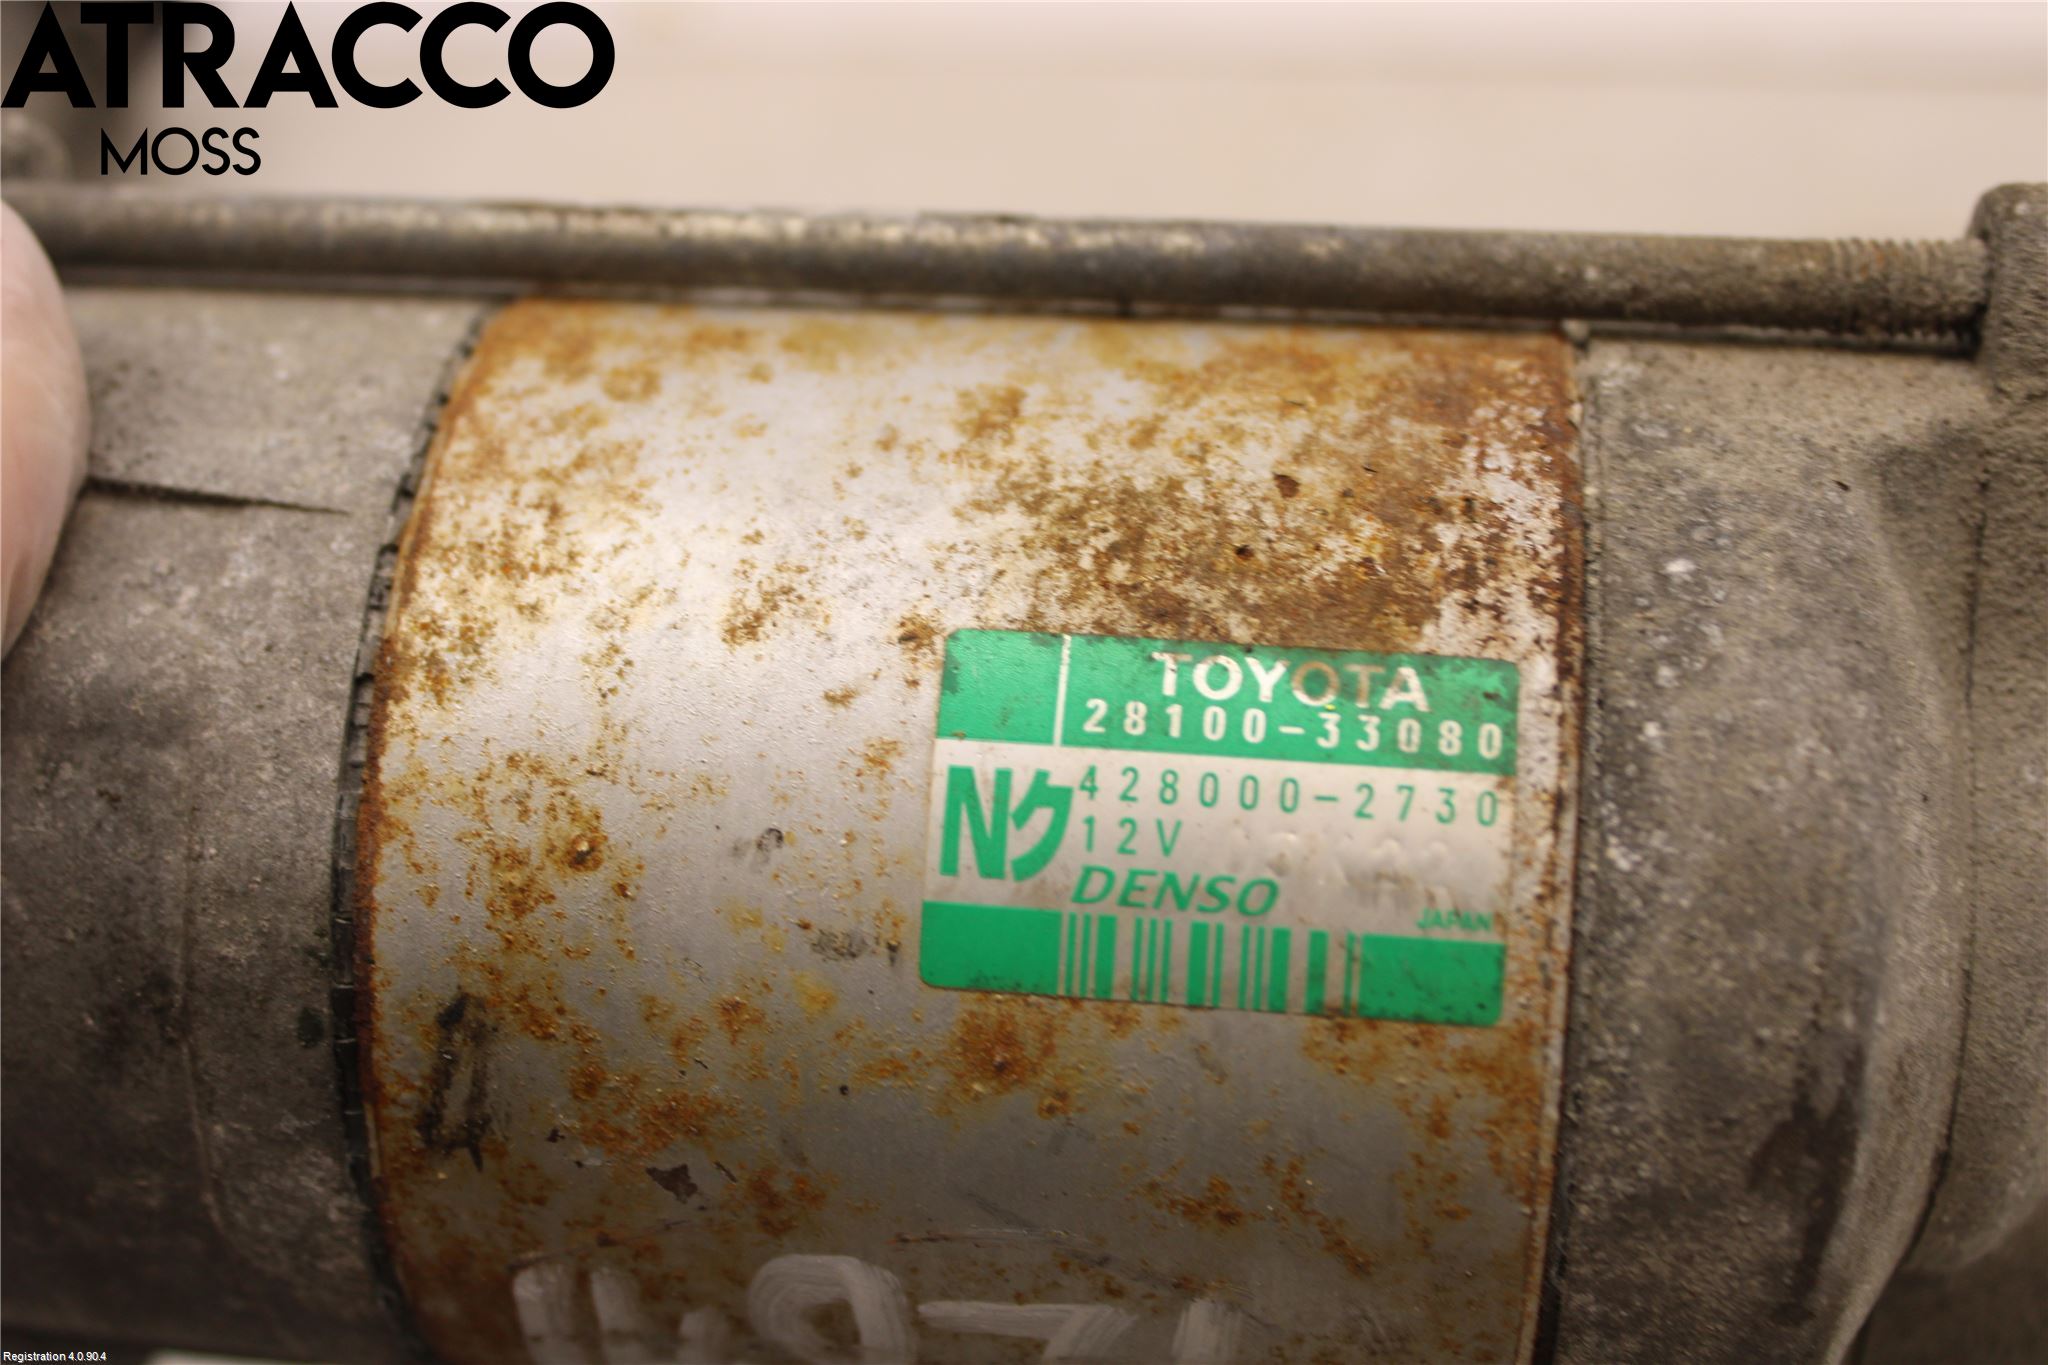 ATRACCO
MOSS
TOYOTA
28100-33080
428000-2730
Nク
12V
DENSO
JAPAN
Registration 4.0.90.4